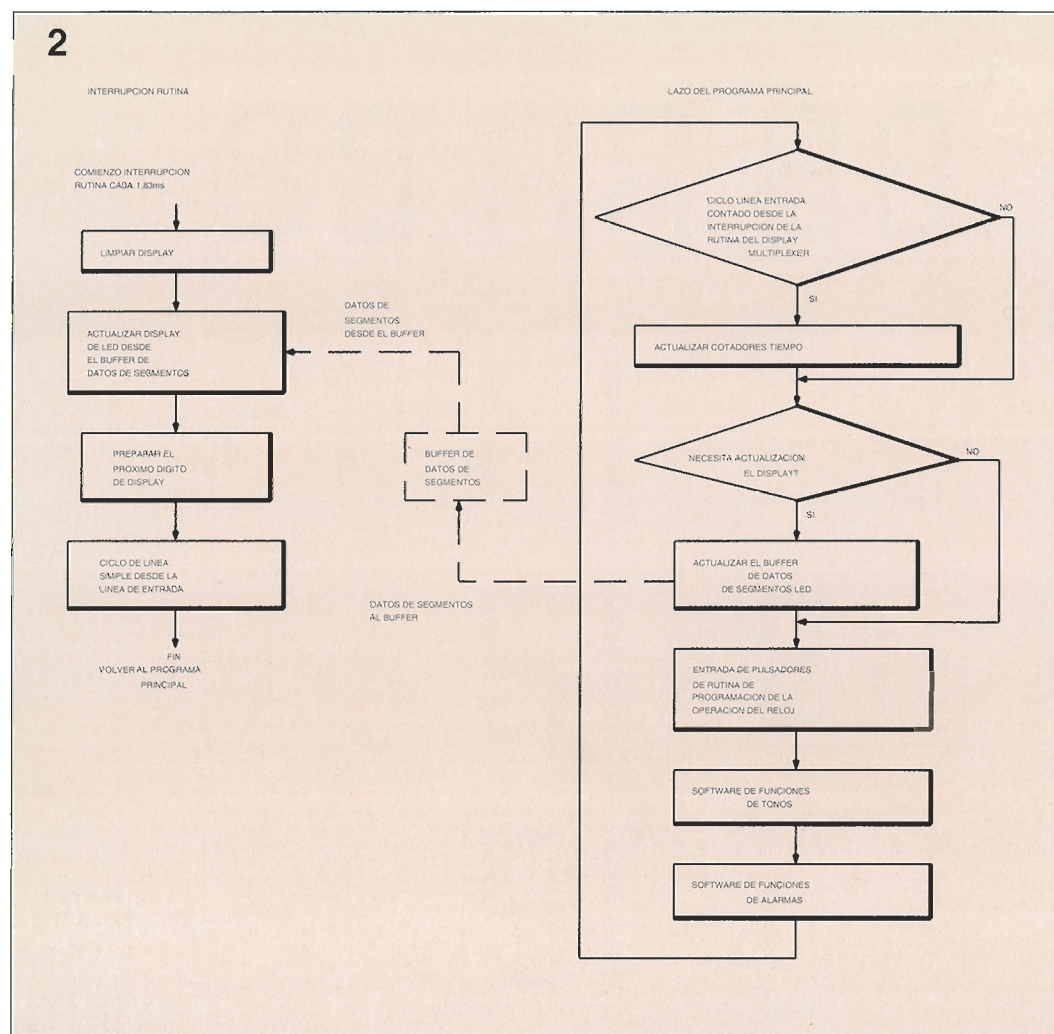 2
INTERRUPCION RUTINA
COMIENZO INTERRUPCION
RUTINA CADA 1,83ms
LIMPIAR DISPLAY
ACTUALIZAR DISPLAY
DE LED DESDE
EL BUFFER DE
DATOS DE SEGMENTOS
PREPARAR EL
PROXIMO DIGITO
DE DISPLAY
CICLO DE LINEA
SIMPLE DESDE LA
LINEA DE ENTRADA
FIN
VOLVER AL PROGRAMA
PRINCIPAL
DATOS DE
SEGMENTOS
DESDE EL BUFFER
BUFFER DE
DATOS DE
SEGMENTOS
DATOS DE SEGMENTOS
AL BUFFER
LAZO DEL PROGRAMA PRINCIPAL
CICLO LINEA ENTRADA
CONTADO DESDE LA
INTERRUPCION DE LA
RUTINA DEL DISPLAY
MULTIPLEXER
NO
SI
ACTUALIZAR COTADORES TIEMPO
NECESITA ACTUALIZACION
EL DISPLAY?
NO
SI
ACTUALIZAR EL BUFFER
DE DATOS
DE SEGMENTOS LED
ENTRADA DE PULSADORES
DE RUTINA DE
PROGRAMACION DE LA
OPERACION DEL RELOJ
SOFTWARE DE FUNCIONES
DE TONOS
SOFTWARE DE FUNCIONES
DE ALARMAS